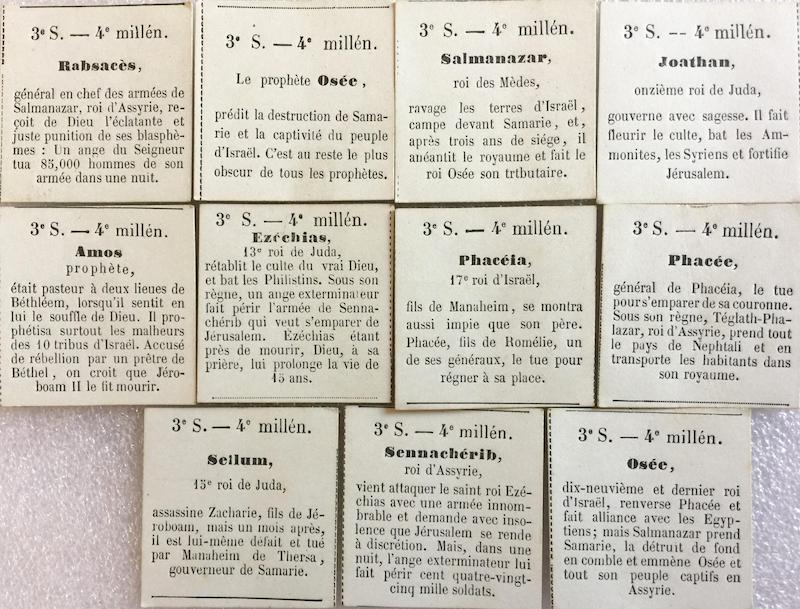 3e S. — 4e millén.
Rabsacès,
général en chef des armées de
Salmanazar, roi d'Assyrie, re-
çoit de Dieu l'éclatante et
juste punition de ses blasphè-
mes : Un ange du Seigneur
tua 85,000 hommes de son
armée dans une nuit.
3e S. — 4e millén.
Le prophète Osée,
prédit la destruction de Sama-
rie et la captivité du peuple
d'Israël. C'est au reste le plus
obscur de tous les prophètes.
3e S. — 4e millén.
Salmanazar,
roi des Mèdes,
ravage les terres d'Israël,
campe devant Samarie, et,
après trois ans de siége, il
anéantit le royaume et fait le
roi Osée son trtbutaire.
3e S. -- 4e millén.
Joathan,
onzième roi de Juda,
gouverne avec sagesse. Il fait
fleurir le culte, bat les Am-
monites, les Syriens et fortifie
Jérusalem.
3e S. — 4e millén.
Amos
prophète,
était pasteur à deux lieues de
Béthléem, lorsqu'il sentit en
lui le souffle de Dieu. Il pro-
phétisa surtout les malheurs
des 10 tribus d'Israël. Accusé
de rébellion par un prêtre de
Béthel, on croit que Jéro-
boam II le fit mourir.
3e S. — 4e millén.
Ezéchias,
13e roi de Juda,
rétablit le culte du vrai Dieu,
et bat les Philistins. Sous son
règne, un ange exterminateur
fait périr l'armée de Senna-
chérib qui veut s'emparer de
Jérusalem. Ezéchias étant
près de mourir, Dieu, à sa
prière, lui prolonge la vie de
15 ans.
3e S. — 4e millén.
Phacéia,
17e roi d'Israël,
fils de Manaheim, se montra
aussi impie que son père.
Phacée, fils de Romélie, un
de ses généraux, le tue pour
régner à sa place.
3e S. — 4e millén.
Phacée,
général de Phacéia, le tue
pour s'emparer de sa couronne.
Sous son règne, Téglath-Pha-
lazar, roi d'Assyrie, prend tout
le pays de Nephtali et en
transporte les habitants dans
son royaume.
3e S. — 4e millén.
Sellum,
15e roi de Juda,
assassine Zacharie, fils de Jé-
roboam, mais un mois après,
il est lui-même défait et tué
par Manaheim de Thersa,
gouverneur de Samarie.
3e S. — 4e millén.
Sennachérib,
roi d'Assyrie,
vient attaquer le saint roi Ezé-
chias avec une armée innom-
brable et demande avec inso-
lence que Jérusalem se rende
à discrétion. Mais, dans une
nuit, l'ange exterminateur lui
fait périr cent quatre-vingt-
cinq mille soldats.
3e S. — 4e millén.
Osée,
dix-neuvième et dernier roi
d'Israël, renverse Phacée et
fait alliance avec les Egyp-
tiens; mais Salmanazar prend
Samarie, la détruit de fond
en comble et emmène Osée et
tout son peuple captifs en
Assyrie.